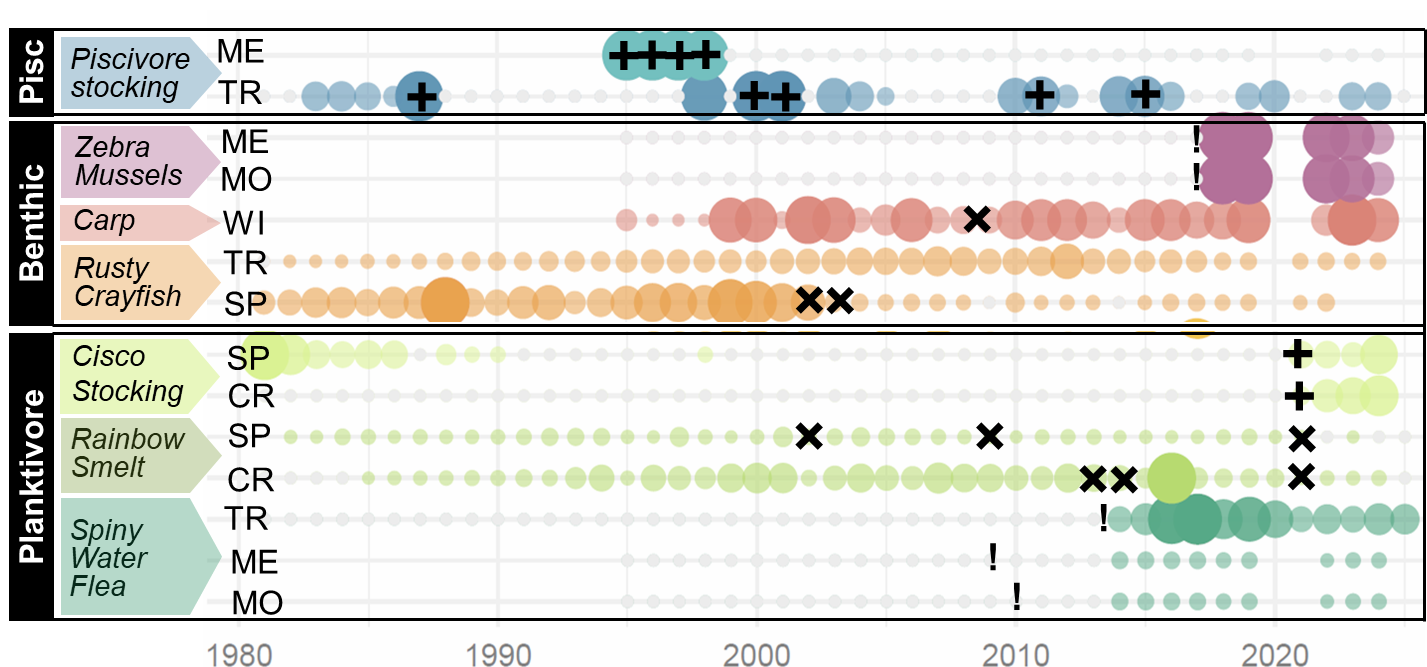 Pisc
Piscivore
stocking
ME
TR
Benthic
Zebra
Mussels
ME
MO
Carp
WI
Rusty
Crayfish
TR
SP
Planktivore
Cisco
Stocking
SP
CR
Rainbow
Smelt
SP
CR
Spiny
Water
Flea
TR
ME
MO
!
!
!
!
!
1980 1990 2000 2010 2020